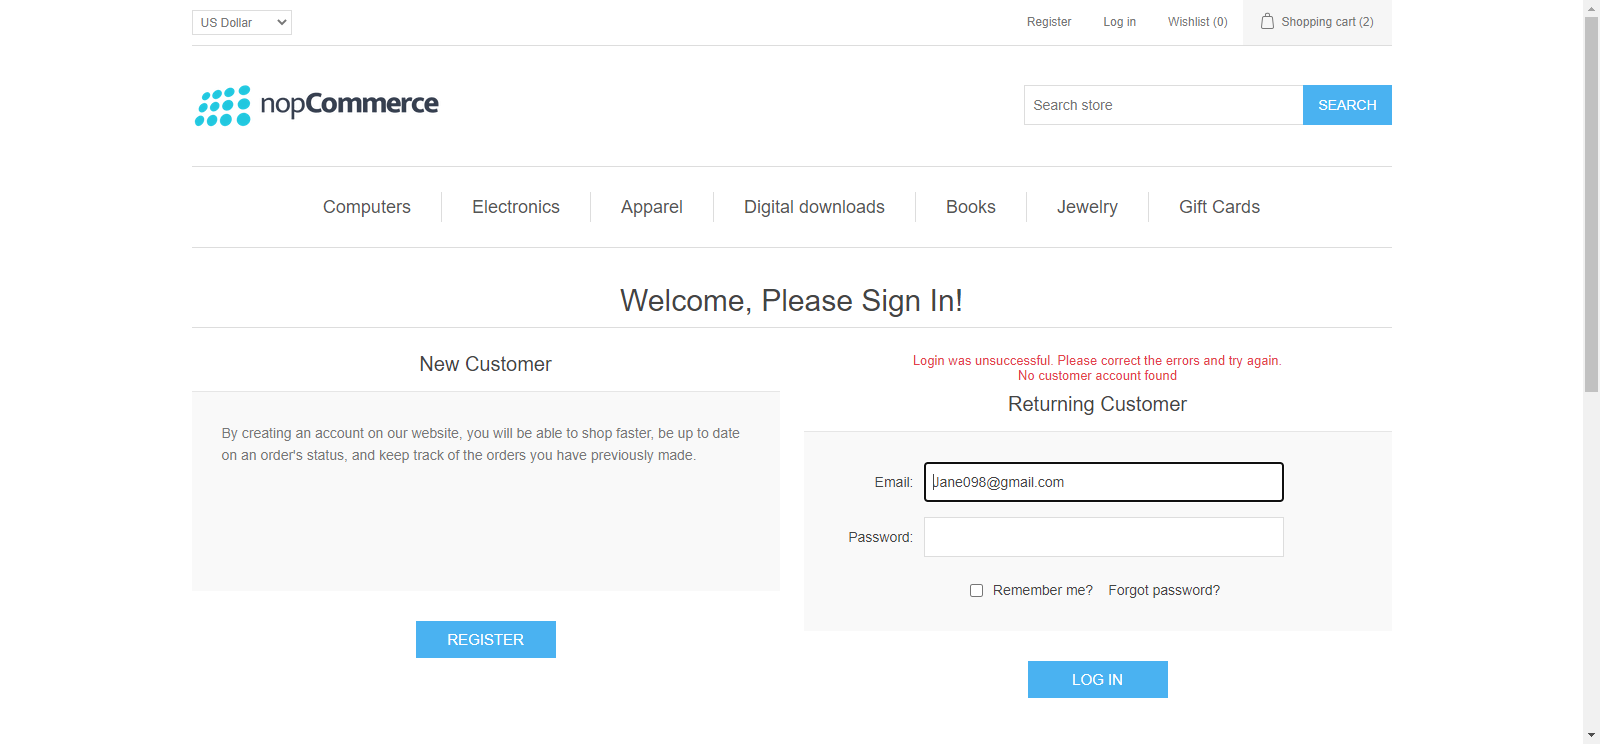 US Dollar
Register
Log in
Wishlist (0)
Shopping cart (2)
nopCommerce
Search store
SEARCH
Computers
Electronics
Apparel
Digital downloads
Books
Jewelry
Gift Cards
Welcome, Please Sign In!
New Customer
By creating an account on our website, you will be able to shop faster, be up to date
on an order's status, and keep track of the orders you have previously made.
REGISTER
Login was unsuccessful. Please correct the errors and try again.
No customer account found
Returning Customer
Email:
Jane098@gmail.com
Password:
Remember me?
Forgot password?
LOG IN